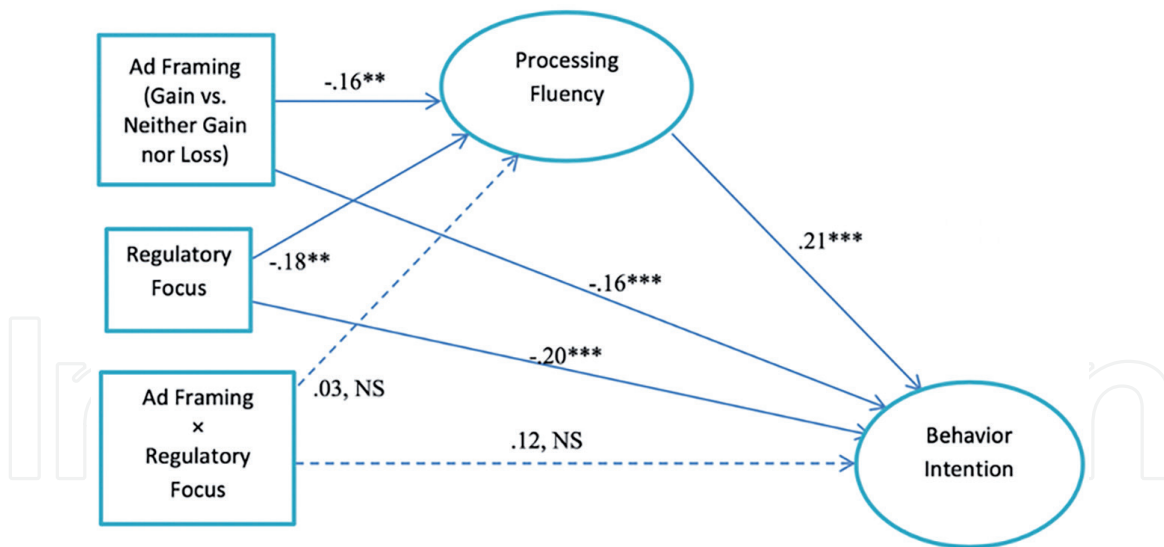 Ad Framing
(Gain vs.
Neither Gain
nor Loss)
-.16**
Processing
Fluency
Regulatory
Focus
-.18**
.21***
-.16***
-.20***
Ad Framing
×
Regulatory
Focus
.03, NS
.12, NS
Behavior
Intention